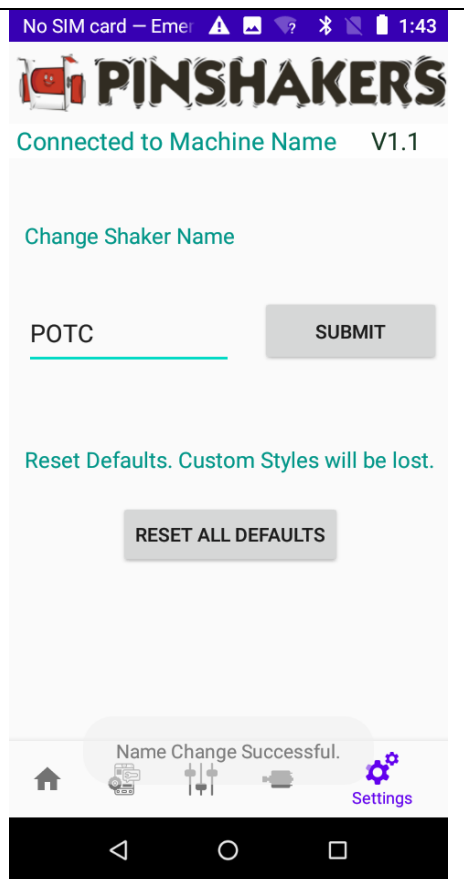 No SIM card — Emer 1:43
PINSHAKERS
Connected to Machine Name V1.1
Change Shaker Name
POTC SUBMIT
Reset Defaults. Custom Styles will be lost.
RESET ALL DEFAULTS
Name Change Successful.
Settings